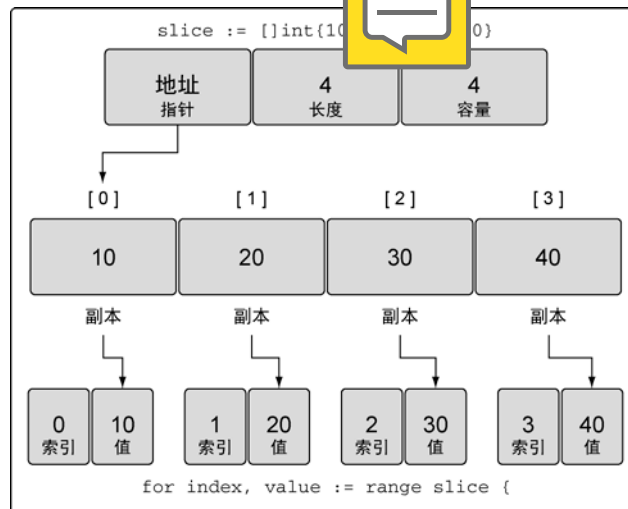 slice := []int{10 0}
地址 4 4
指针 长度 容量
[0] [1] [2] [3]
10 20 30 40
副本 副本 副本 副本
0 10 1 20 2 30 3 40
索引 值 索引 值 索引 值 索引 值
for index, value := range slice {